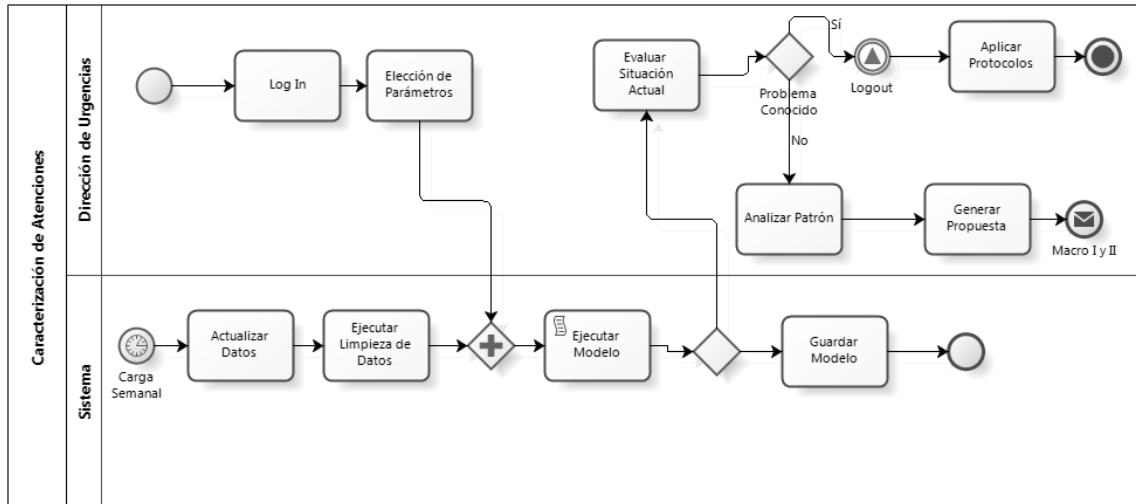 Caracterización de Atenciones
Dirección de Urgencias
Log In
Elección de
Parámetros
Evaluar
Situación
Actual
Problema
Conocido
Sí
No
Logout
Aplicar
Protocolos
Analizar Patrón
Generar
Propuesta
Macro I y II
Sistema
Carga
Semanal
Actualizar
Datos
Ejecutar
Limpieza de
Datos
Ejecutar
Modelo
Guardar
Modelo